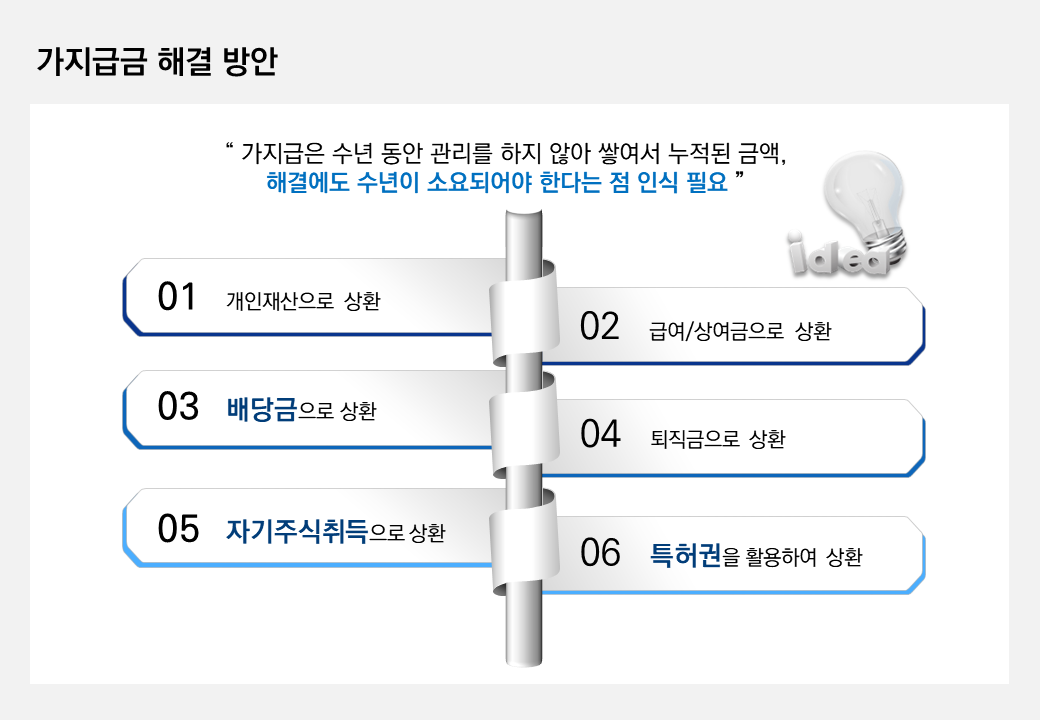 가지급금 해결 방안
“ 가지급은 수년 동안 관리를 하지 않아 쌓여서 누적된 금액,
해결에도 수년이 소요되어야 한다는 점 인식 필요 ”
idea
01 개인재산으로 상환
02 급여/상여금으로 상환
03 배당금으로 상환
04 퇴직금으로 상환
05 자기주식취득으로 상환
06 특허권을 활용하여 상환